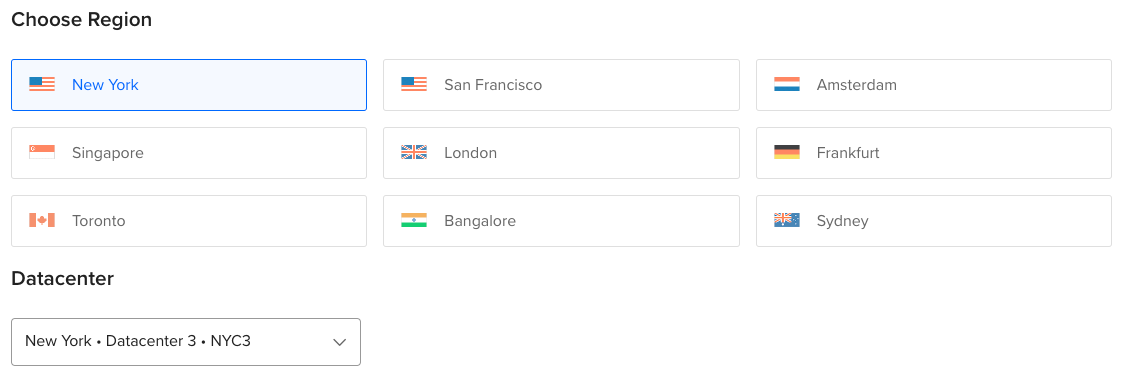 Choose Region
New York
San Francisco
Amsterdam
Singapore
London
Frankfurt
Toronto
Bangalore
Sydney
Datacenter
New York • Datacenter 3 • NYC3